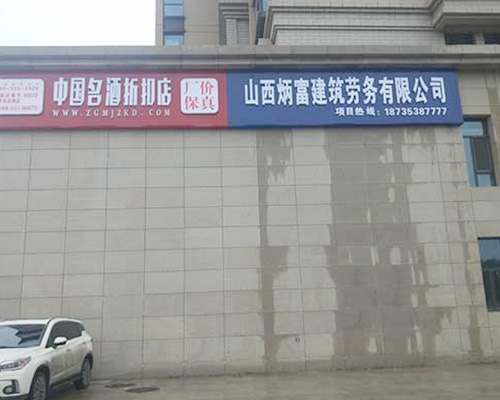 中国名酒折扣店
WWW.ZGMJZKD.COM
厂价
保真
山西炳富建筑劳务有限公司
项目热线:18735387777